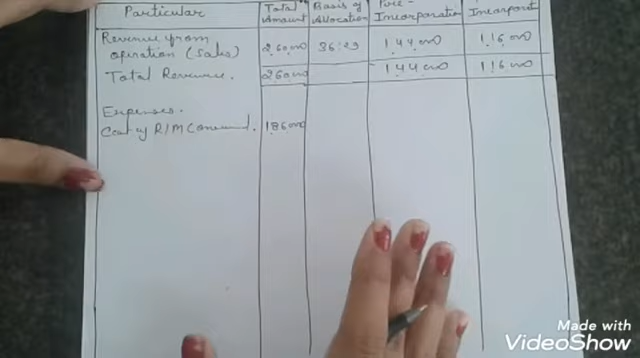 Particular Total Amount Basis of Allocation Pre-Incorporation Incorporat
Revenue from
operation (Sales) 2,60,000 36:29 1,44,000 1,16,000
Total Revenue. 2,60,000 1,44,000 1,16,000
Expenses.
Cost of R/M Consumed. 1,86,000
Made with
VideoShow